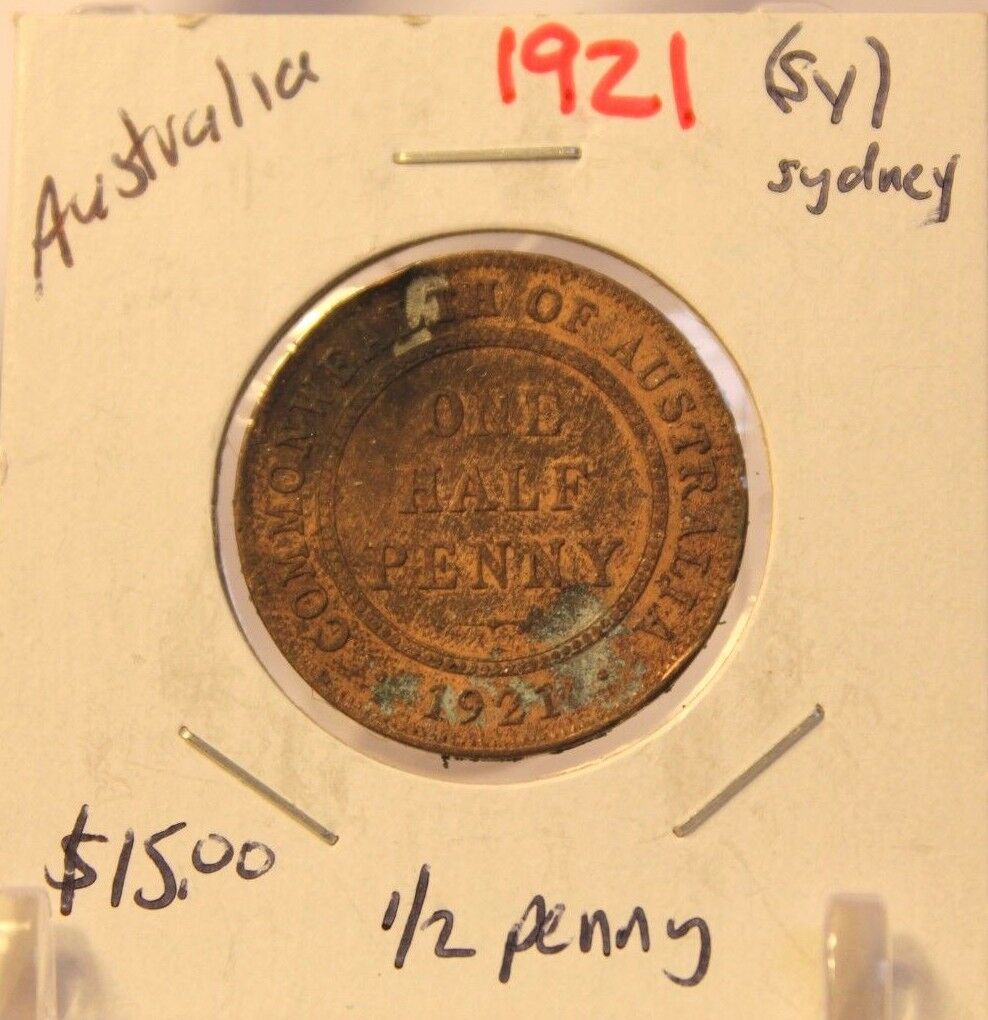 Australia
1921
(Sy)
sydney
COMMONWEALTH OF AUSTRALIA
ONE
HALF
PENNY
1921
$15.00
1/2 penny